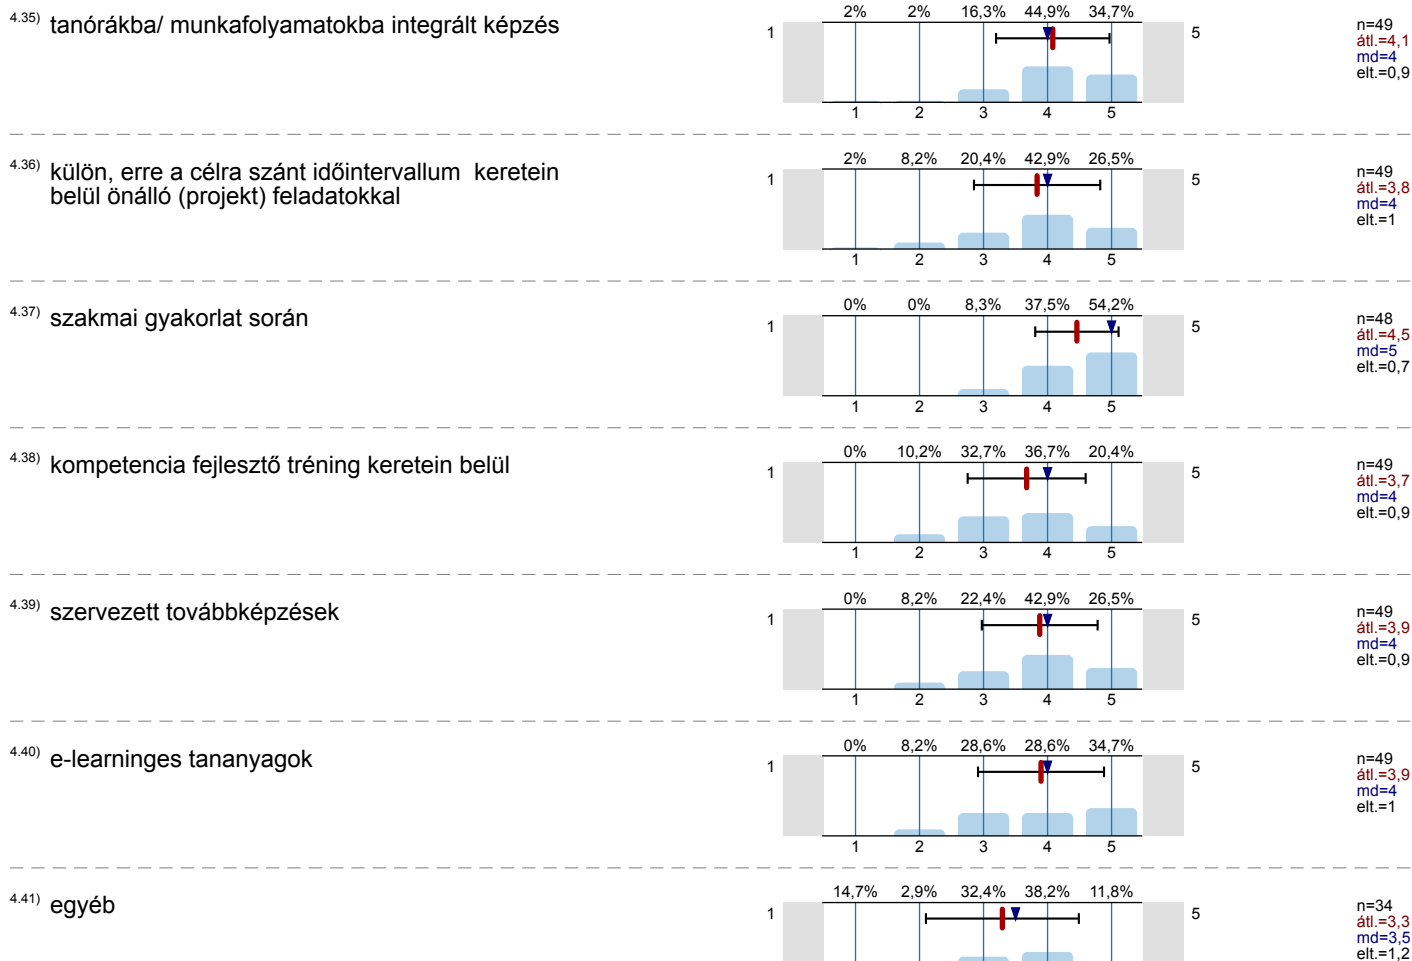 4.35) tanórákba/ munkafolyamatokba integrált képzés
2% 2% 16,3% 44,9% 34,7%
1 5
1 2 3 4 5
n=49
átl.=4,1
md=4
elt.=0,9
4.36) külön, erre a célra szánt időintervallum keretein
belül önálló (projekt) feladatokkal
2% 8,2% 20,4% 42,9% 26,5%
1 5
1 2 3 4 5
n=49
átl.=3,8
md=4
elt.=1
4.37) szakmai gyakorlat során
0% 0% 8,3% 37,5% 54,2%
1 5
1 2 3 4 5
n=48
átl.=4,5
md=5
elt.=0,7
4.38) kompetencia fejlesztő tréning keretein belül
0% 10,2% 32,7% 36,7% 20,4%
1 5
1 2 3 4 5
n=49
átl.=3,7
md=4
elt.=0,9
4.39) szervezett továbbképzések
0% 8,2% 22,4% 42,9% 26,5%
1 5
1 2 3 4 5
n=49
átl.=3,9
md=4
elt.=0,9
4.40) e-learninges tananyagok
0% 8,2% 28,6% 28,6% 34,7%
1 5
1 2 3 4 5
n=49
átl.=3,9
md=4
elt.=1
4.41) egyéb
14,7% 2,9% 32,4% 38,2% 11,8%
1 5
n=34
átl.=3,3
md=3,5
elt.=1,2